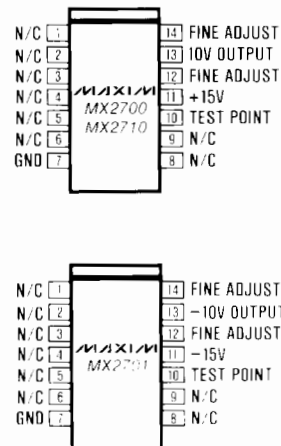 N/C 1 14 FINE ADJUST
N/C 2 13 10V OUTPUT
N/C 3 12 FINE ADJUST
N/C 4 MAXIM 11 +15V
N/C 5 MX2700 10 TEST POINT
MX2710
N/C 6 9 N/C
GND 7 8 N/C
N/C 1 14 FINE ADJUST
N/C 2 13 -10V OUTPUT
N/C 3 12 FINE ADJUST
N/C 4 MAXIM 11 -15V
N/C 5 MX2701 10 TEST POINT
N/C 6 9 N/C
GND 7 8 N/C